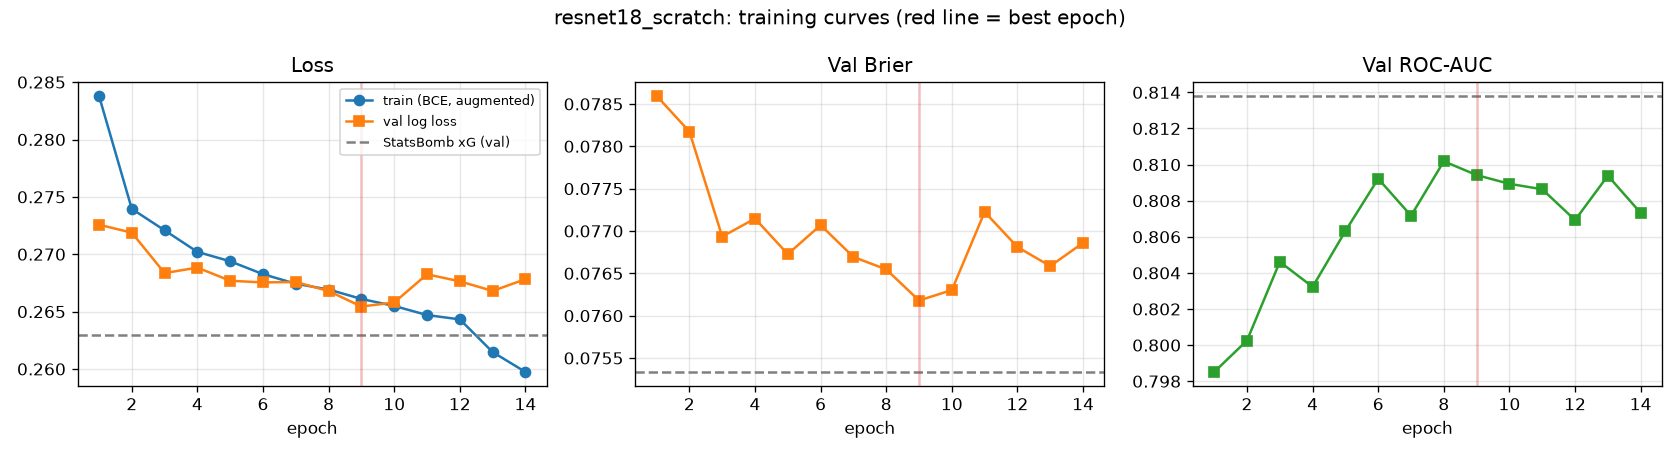 resnet18_scratch: training curves (red line = best epoch)
Loss
0.285
0.280
0.275
0.270
0.265
0.260
2 4 6 8 10 12 14
epoch
train (BCE, augmented)
val log loss
StatsBomb xG (val)
Val Brier
0.0785
0.0780
0.0775
0.0770
0.0765
0.0760
0.0755
2 4 6 8 10 12 14
epoch
Val ROC-AUC
0.814
0.812
0.810
0.808
0.806
0.804
0.802
0.800
0.798
2 4 6 8 10 12 14
epoch